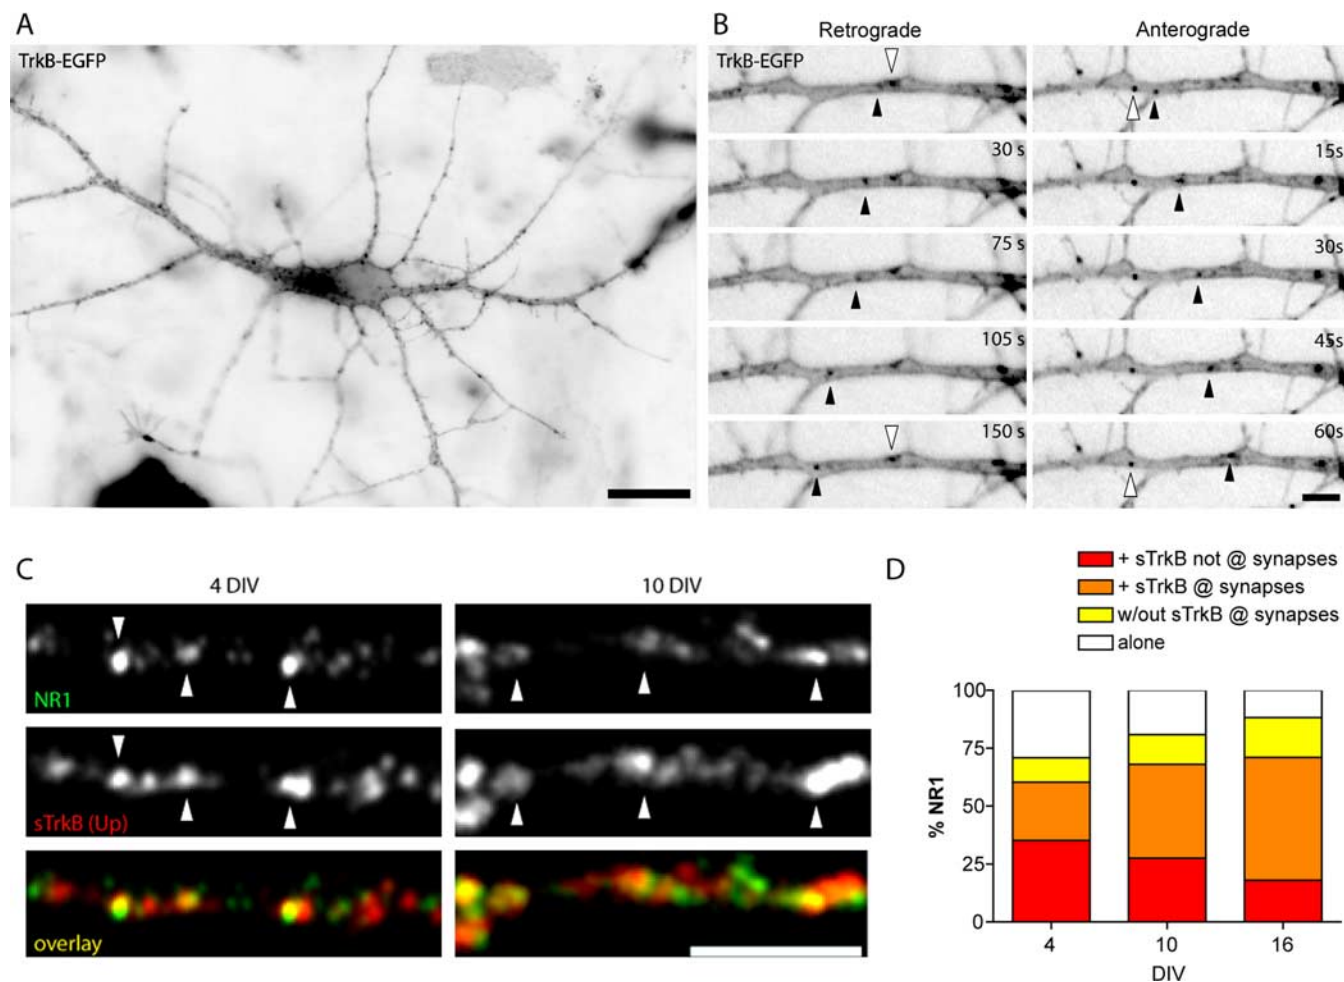 A
TrkB-EGFP
B
Retrograde
Anterograde
TrkB-EGFP
30 s
15s
75 s
30s
105 s
45s
150 s
60s
C
4 DIV
10 DIV
NR1
sTrkB (Up)
overlay
D
+ sTrkB not @ synapses
+ sTrkB @ synapses
w/out sTrkB @ synapses
alone
100
75
50
25
0
% NR1
4
10
16
DIV